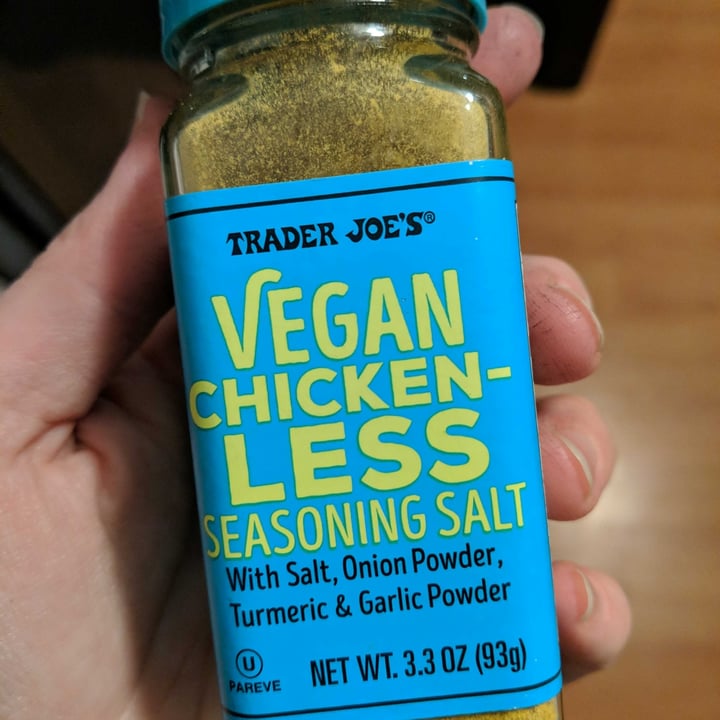 TRADER JOE'S®
VEGAN
CHICKEN-
LESS
SEASONING SALT
With Salt, Onion Powder,
Turmeric & Garlic Powder
U
PAREVE
NET WT. 3.3 OZ (93g)